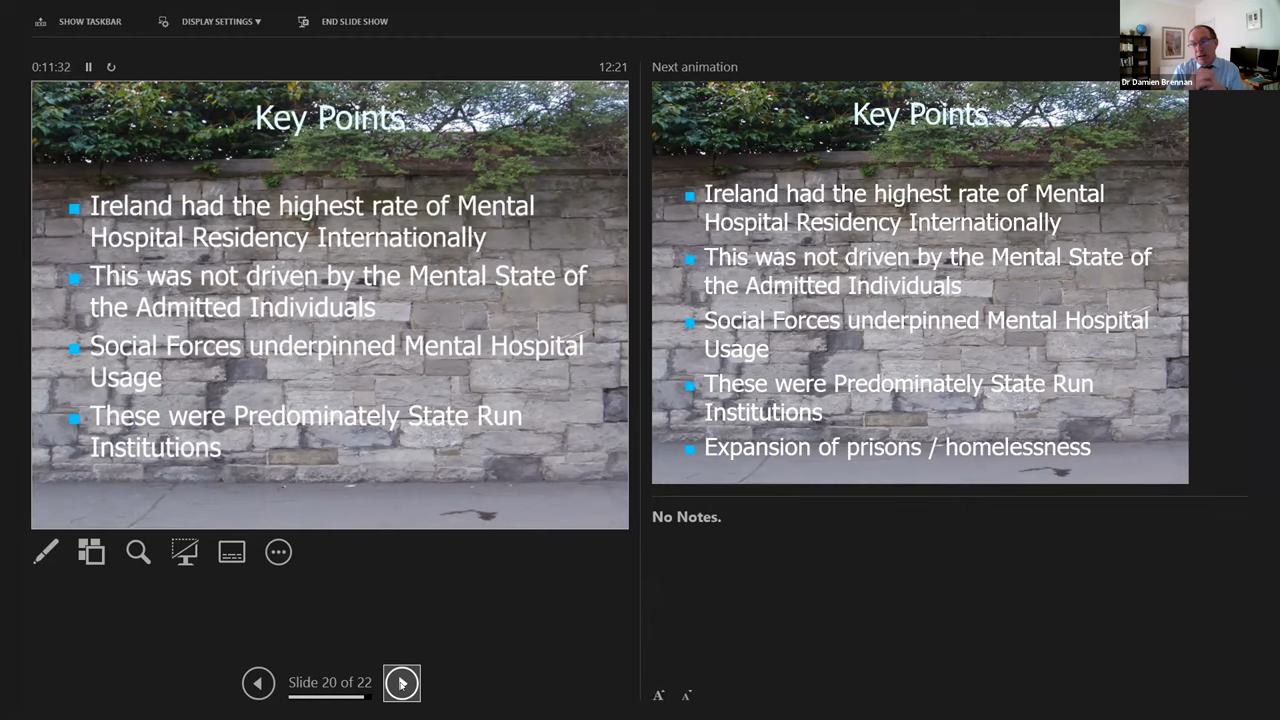 SHOW TASKBAR
DISPLAY SETTINGS ▼
END SLIDE SHOW
0:11:32
12:21
Next animation
Dr Damien Brennan
Key Points
Ireland had the highest rate of Mental
Hospital Residency Internationally
This was not driven by the Mental State of
the Admitted Individuals
Social Forces underpinned Mental Hospital
Usage
These were Predominately State Run
Institutions
Key Points
Ireland had the highest rate of Mental
Hospital Residency Internationally
This was not driven by the Mental State of
the Admitted Individuals
Social Forces underpinned Mental Hospital
Usage
These were Predominately State Run
Institutions
Expansion of prisons / homelessness
No Notes.
Slide 20 of 22
A A